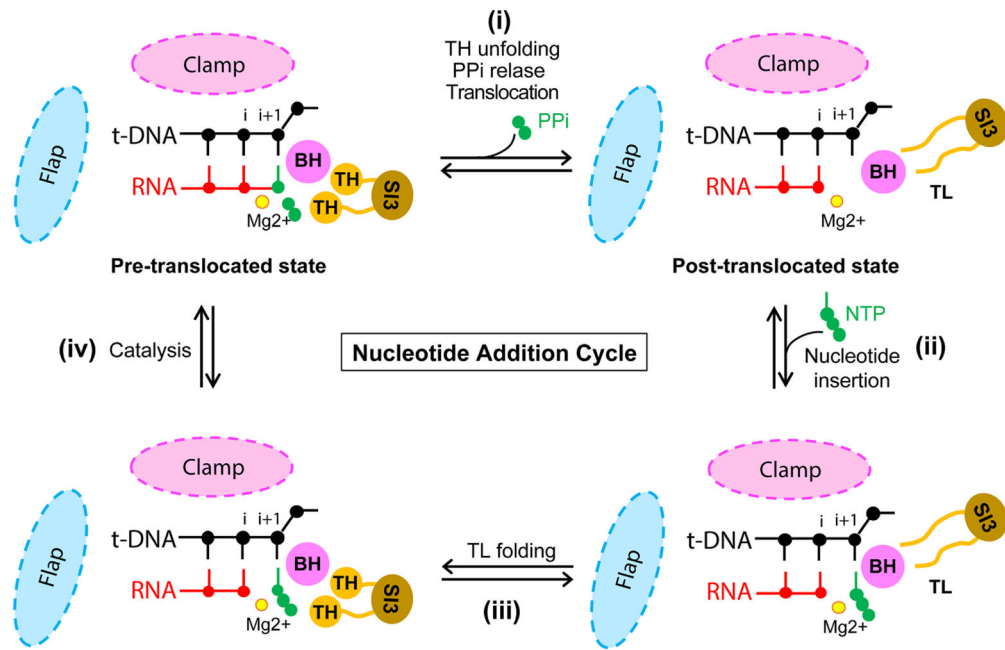 (i)
TH unfolding
PPi relase
Translocation
PPi
Clamp
Flap
t-DNA
i
i+1
RNA
BH
TH
TH
SI3
Mg2+
Pre-translocated state
Clamp
Flap
t-DNA
i
i+1
RNA
BH
SI3
TL
Mg2+
Post-translocated state
(iv)
Catalysis
Nucleotide Addition Cycle
NTP
Nucleotide
insertion
(ii)
Clamp
Flap
t-DNA
i
i+1
RNA
BH
TH
TH
SI3
Mg2+
TL folding
(iii)
Clamp
Flap
t-DNA
i
i+1
RNA
BH
SI3
TL
Mg2+